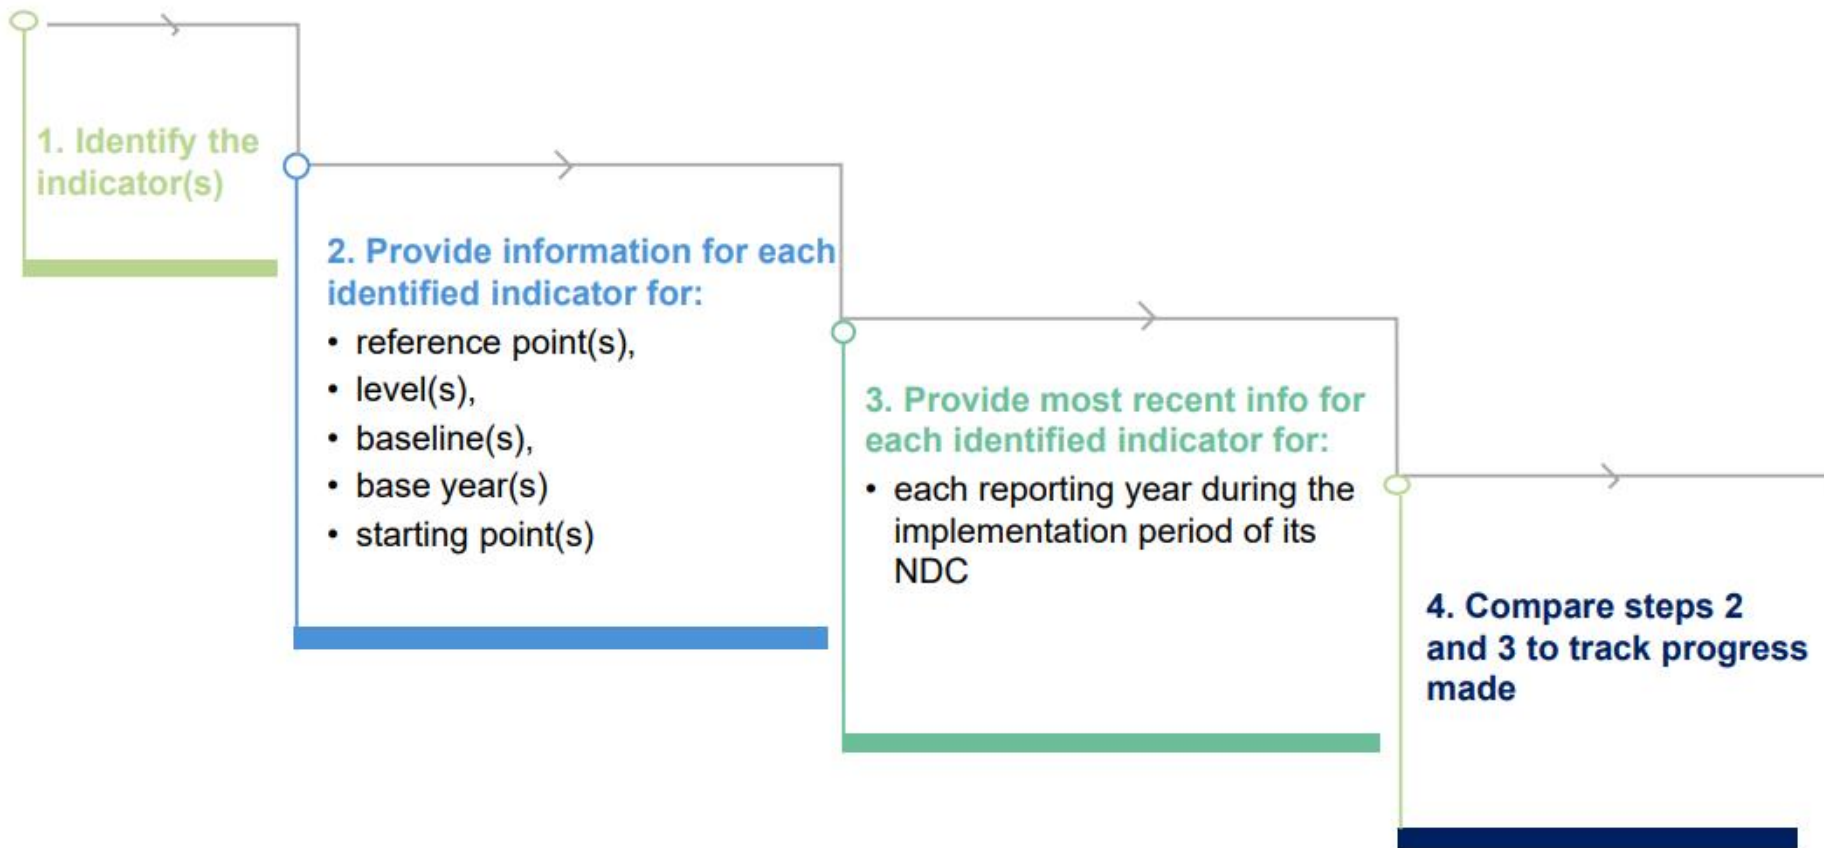 1. Identify the
indicator(s)
2. Provide information for each
identified indicator for:
• reference point(s),
• level(s),
• baseline(s),
• base year(s)
• starting point(s)
3. Provide most recent info for
each identified indicator for:
• each reporting year during the
implementation period of its
NDC
4. Compare steps 2
and 3 to track progress
made